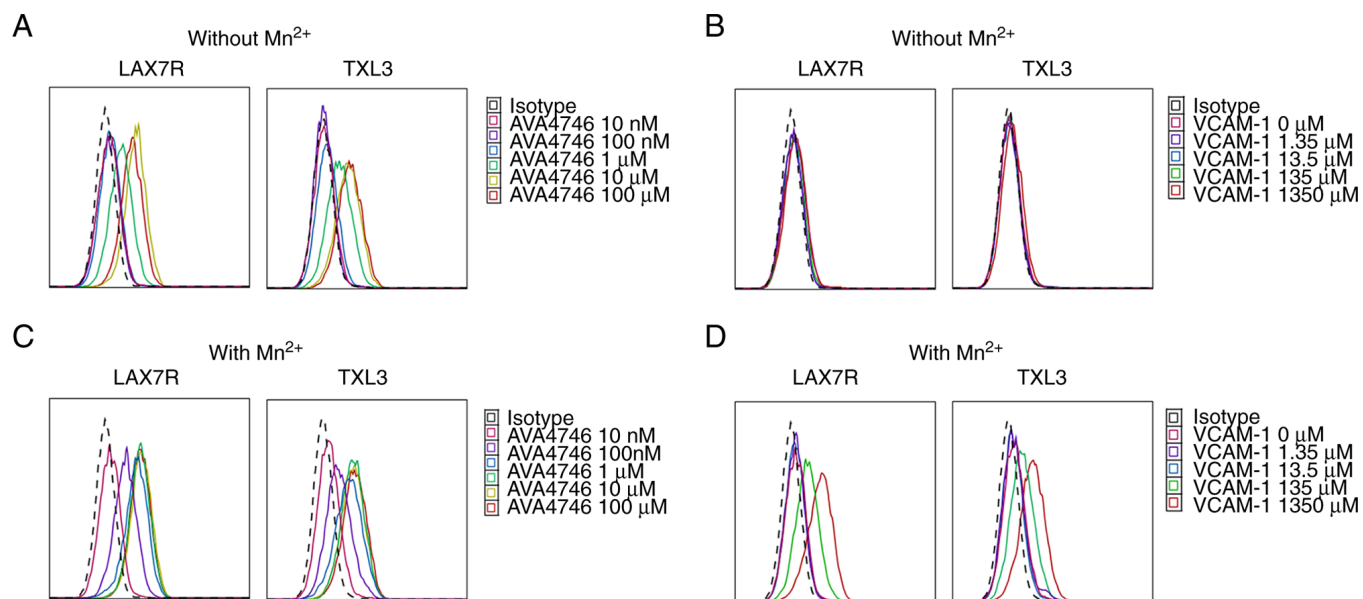 A
Without Mn²⁺
LAX7R
TXL3
Isotype
AVA4746 10 nM
AVA4746 100 nM
AVA4746 1 μM
AVA4746 10 μM
AVA4746 100 μM
B
Without Mn²⁺
LAX7R
TXL3
Isotype
VCAM-1 0 μM
VCAM-1 1.35 μM
VCAM-1 13.5 μM
VCAM-1 135 μM
VCAM-1 1350 μM
C
With Mn²⁺
LAX7R
TXL3
Isotype
AVA4746 10 nM
AVA4746 100nM
AVA4746 1 μM
AVA4746 10 μM
AVA4746 100 μM
D
With Mn²⁺
LAX7R
TXL3
Isotype
VCAM-1 0 μM
VCAM-1 1.35 μM
VCAM-1 13.5 μM
VCAM-1 135 μM
VCAM-1 1350 μM